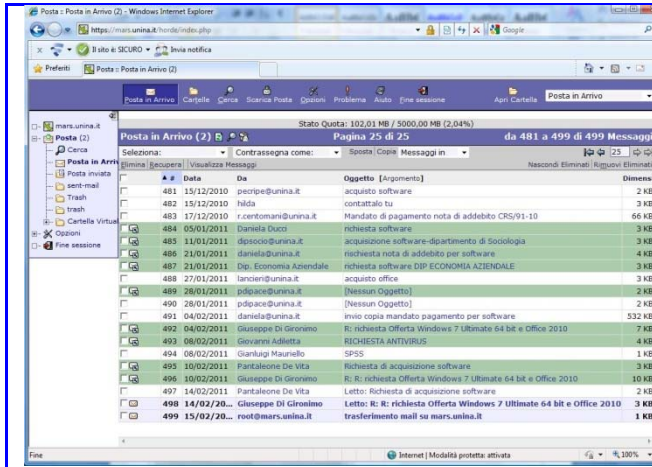 Posta :: Posta in Arrivo (2) - Windows Internet Explorer
https://mars.unina.it/horde/index.php
Google
Il sito è SICURO Invia notifica
Preferiti Posta :: Posta in Arrivo (2)
Posta in Arrivo Cartelle Cerca Scarica Posta Opzioni Problema Aiuto Fine sessione Apri Cartella Posta in Arrivo
mars.unina.it
Posta (2)
Cerca
Posta in Arriv
Posta inviata
sent-mail
Trash
trash
Cartella Virtual
Opzioni
Fine sessione
Stato Quota: 102,01 MB / 5000,00 MB (2,04%)
Posta in Arrivo (2) Pagina 25 di 25 da 481 a 499 di 499 Messaggi
Seleziona: Contrassegna come: Sposta Copia Messaggi in 25
Elimina Recupera Visualizza Messaggi Nascondi Eliminati Rimuovi Eliminati
# Data Da Oggetto [Argomento] Dimens
481 15/12/2010 pecripe@unina.it acquisto software 2 KB
482 15/12/2010 hilda contattalo tu 3 KB
483 17/12/2010 r.centomani@unina.it Mandato di pagamento nota di addebito CRS/91-10 66 KB
484 05/01/2011 Daniela Ducci richiesta software 3 KB
485 11/01/2011 dipsocio@unina.it acquisizione software-dipartimento di Sociologia 3 KB
486 21/01/2011 daniela@unina.it rischiesta nota di addebito per software 4 KB
487 21/01/2011 Dip. Economia Aziendale richiesta software DIP ECONOMIA AZIENDALE 3 KB
488 27/01/2011 lancieri@unina.it acquisto office 3 KB
489 28/01/2011 pdipace@unina.it [Nessun Oggetto] 2 KB
490 28/01/2011 pdipace@unina.it [Nessun Oggetto] 2 KB
491 04/02/2011 daniela@unina.it invio copia mandato pagamento per software 532 KB
492 04/02/2011 Giuseppe Di Gironimo R: richiesta Offerta Windows 7 Ultimate 64 bit e Office 2010 7 KB
493 08/02/2011 Giovanni Adiletta RICHIESTA ANTIVIRUS 4 KB
494 08/02/2011 Gianluigi Mauriello SPSS 1 KB
495 10/02/2011 Pantaleone De Vita Richiesta di acquisizione software 3 KB
496 10/02/2011 Giuseppe Di Gironimo R: R: richiesta Offerta Windows 7 Ultimate 64 bit e Office 2010 10 KB
497 14/02/2011 Pantaleone De Vita Letto: Richiesta di acquisizione software 2 KB
498 14/02/20... Giuseppe Di Gironimo Letto: R: R: richiesta Offerta Windows 7 Ultimate 64 bit e Office 2010 3 KB
499 15/02/20... root@mars.unina.it trasferimento mail su mars.unina.it 1 KB
Fine Internet | Modalità protetta: attivata 100%